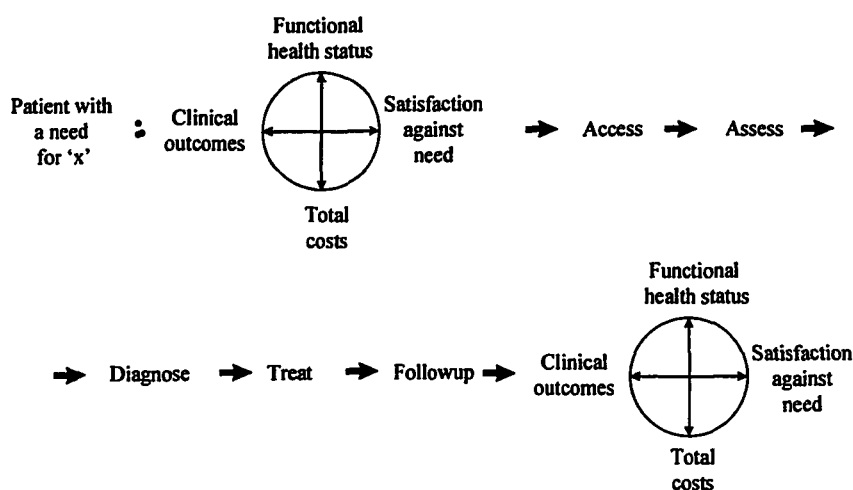 Functional
health status
Patient with
a need
for ‘x’
:
Clinical
outcomes
Satisfaction
against
need
Access
Assess
Total
costs
Functional
health status
Diagnose
Treat
Followup
Clinical
outcomes
Satisfaction
against
need
Total
costs